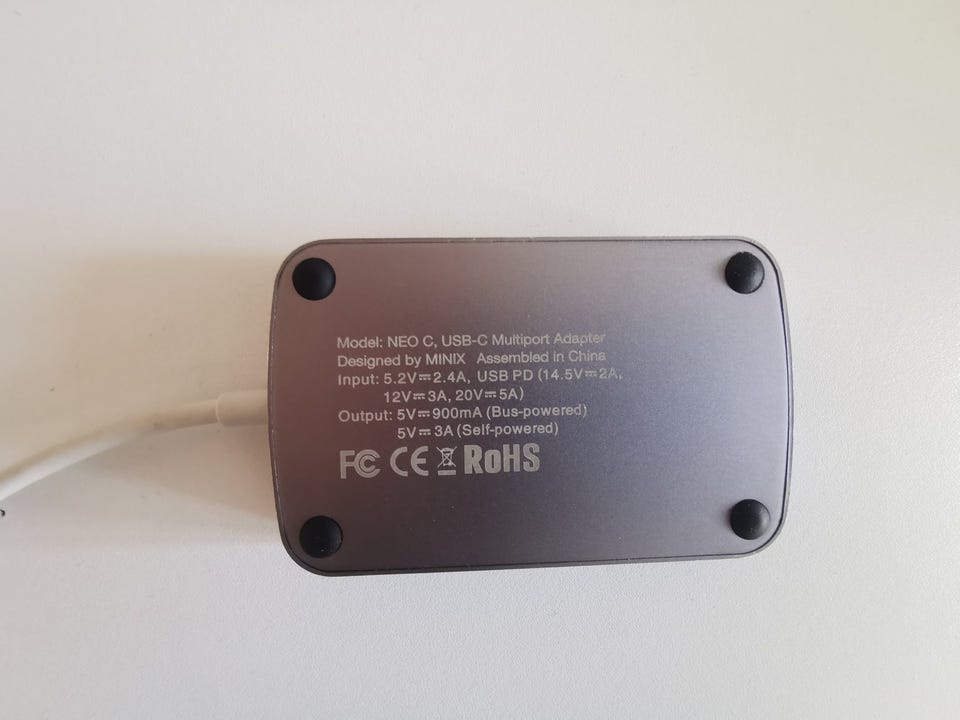 Model: NEO C, USB-C Multiport Adapter
Designed by MINIX Assembled in China
Input: 5.2V⎓2.4A, USB PD (14.5V⎓2A,
12V⎓3A, 20V⎓5A)
Output: 5V⎓900mA (Bus-powered)
5V⎓3A (Self-powered)
FC CE RoHS